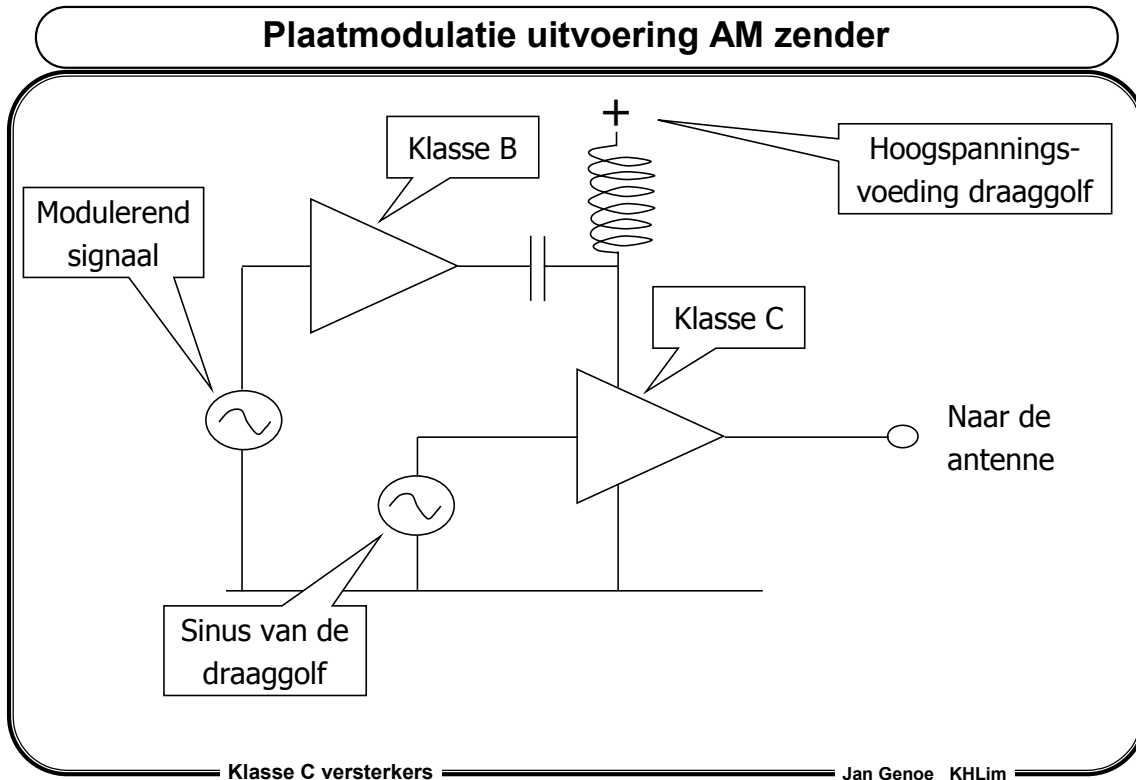 Plaatmodulatie uitvoering AM zender
+
Klasse B
Hoogspannings-
voeding draaggolf
Modulerend
signaal
Klasse C
Naar de
antenne
Sinus van de
draaggolf
Klasse C versterkers
Jan Genoe KHLim